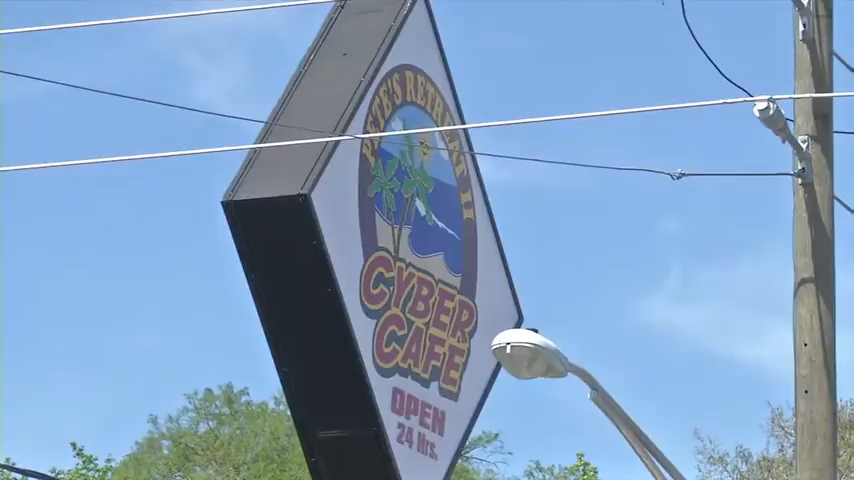 PETE'S RETREAT II
CYBER
CAFE
OPEN
24 Hrs.